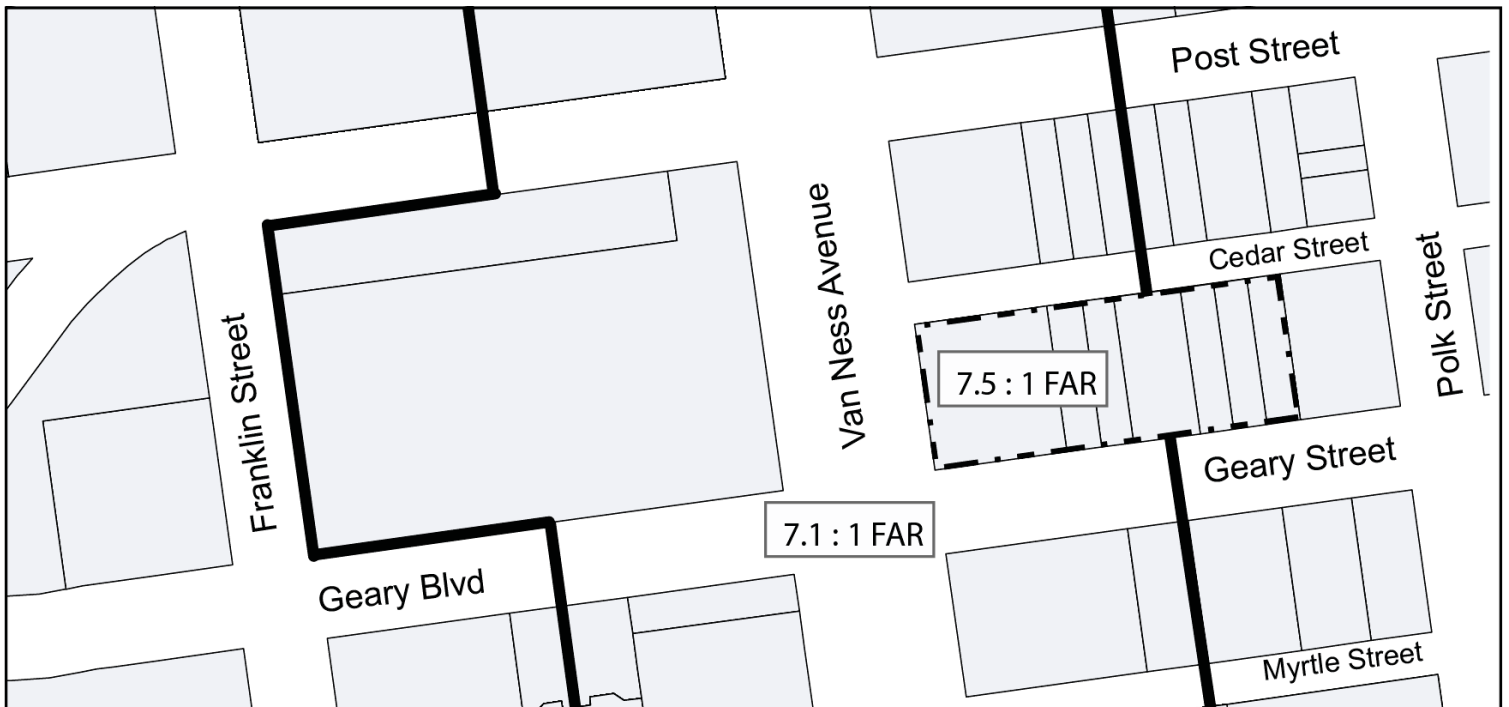 Post Street
Cedar Street
Van Ness Avenue
Polk Street
Franklin Street
7.5 : 1 FAR
Geary Street
7.1 : 1 FAR
Geary Blvd
Myrtle Street